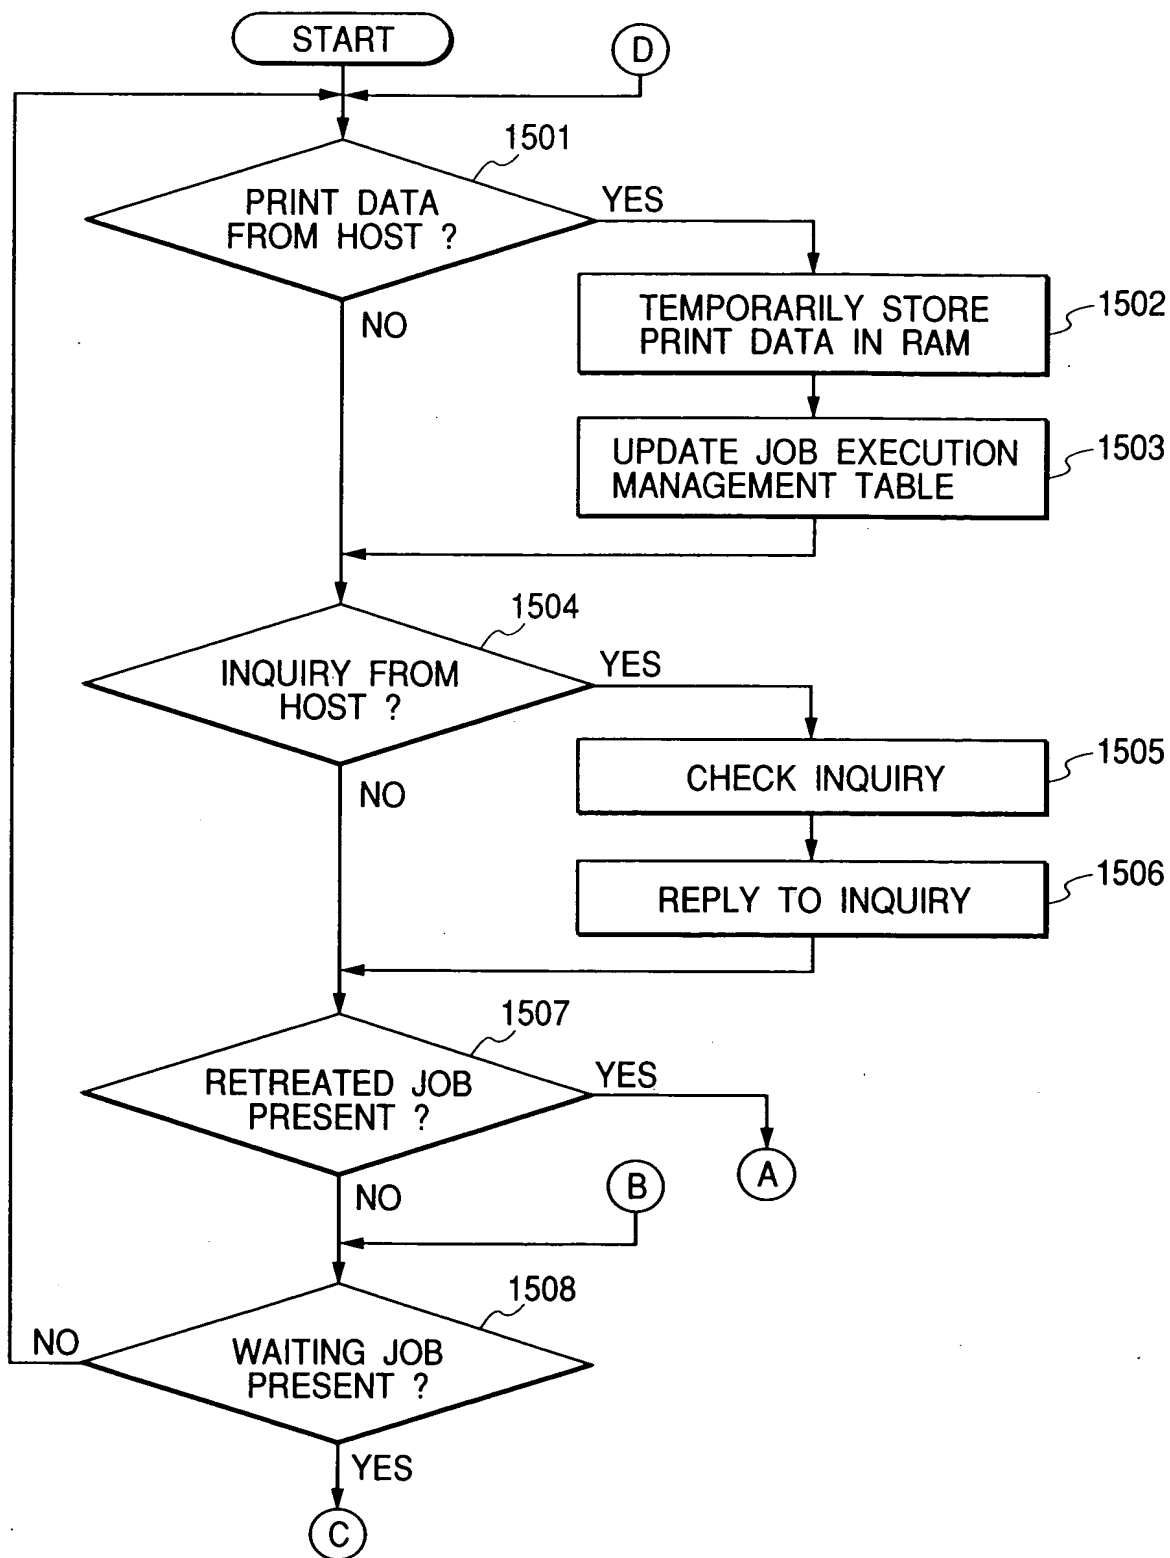 START
D
1501
PRINT DATA
FROM HOST ?
YES
NO
TEMPORARILY STORE
PRINT DATA IN RAM
1502
UPDATE JOB EXECUTION
MANAGEMENT TABLE
1503
1504
INQUIRY FROM
HOST ?
YES
NO
CHECK INQUIRY
1505
REPLY TO INQUIRY
1506
1507
RETREATED JOB
PRESENT ?
YES
A
NO
B
1508
WAITING JOB
PRESENT ?
NO
YES
C